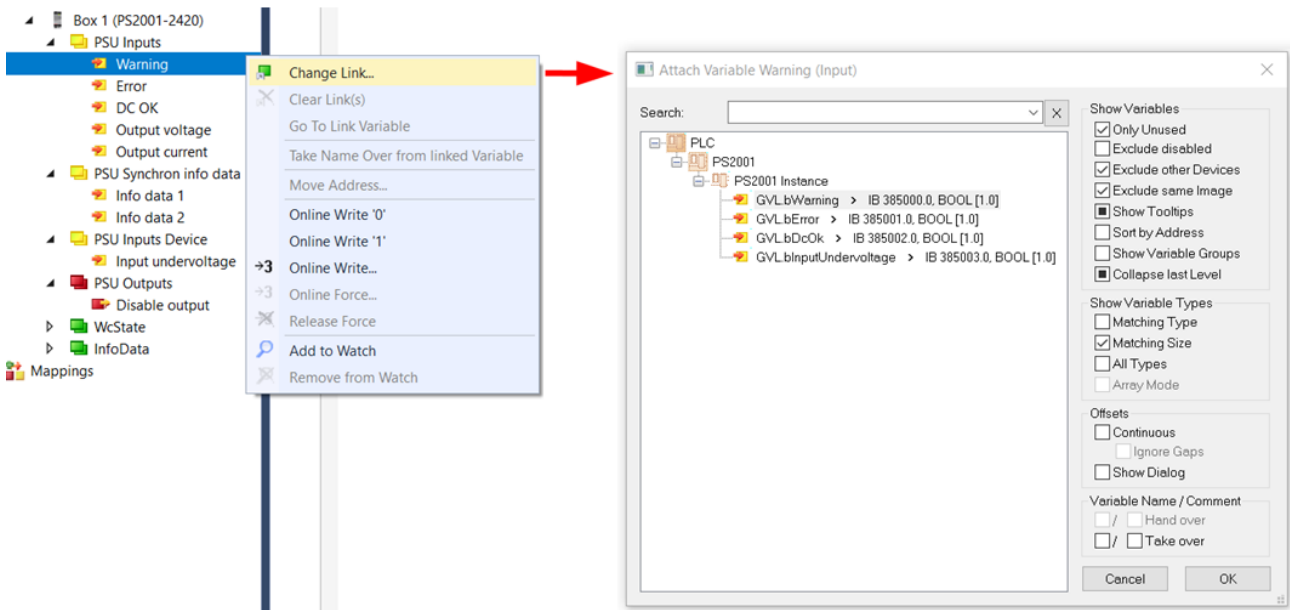 Box 1 (PS2001-2420)
PSU Inputs
Warning
Error
DC OK
Output voltage
Output current
PSU Synchron info data
Info data 1
Info data 2
PSU Inputs Device
Input undervoltage
PSU Outputs
Disable output
WcState
InfoData
Mappings
Change Link...
Clear Link(s)
Go To Link Variable
Take Name Over from linked Variable
Move Address...
Online Write '0'
Online Write '1'
→3 Online Write...
→3 Online Force...
Release Force
Add to Watch
Remove from Watch
Attach Variable Warning (Input)
Search:
PLC
PS2001
PS2001 Instance
GVL.bWarning > IB 385000.0, BOOL [1.0]
GVL.bError > IB 385001.0, BOOL [1.0]
GVL.bDcOk > IB 385002.0, BOOL [1.0]
GVL.bInputUndervoltage > IB 385003.0, BOOL [1.0]
Show Variables
Only Unused
Exclude disabled
Exclude other Devices
Exclude same Image
Show Tooltips
Sort by Address
Show Variable Groups
Collapse last Level
Show Variable Types
Matching Type
Matching Size
All Types
Array Mode
Offsets
Continuous
Ignore Gaps
Show Dialog
Variable Name / Comment
/ Hand over
/ Take over
Cancel
OK